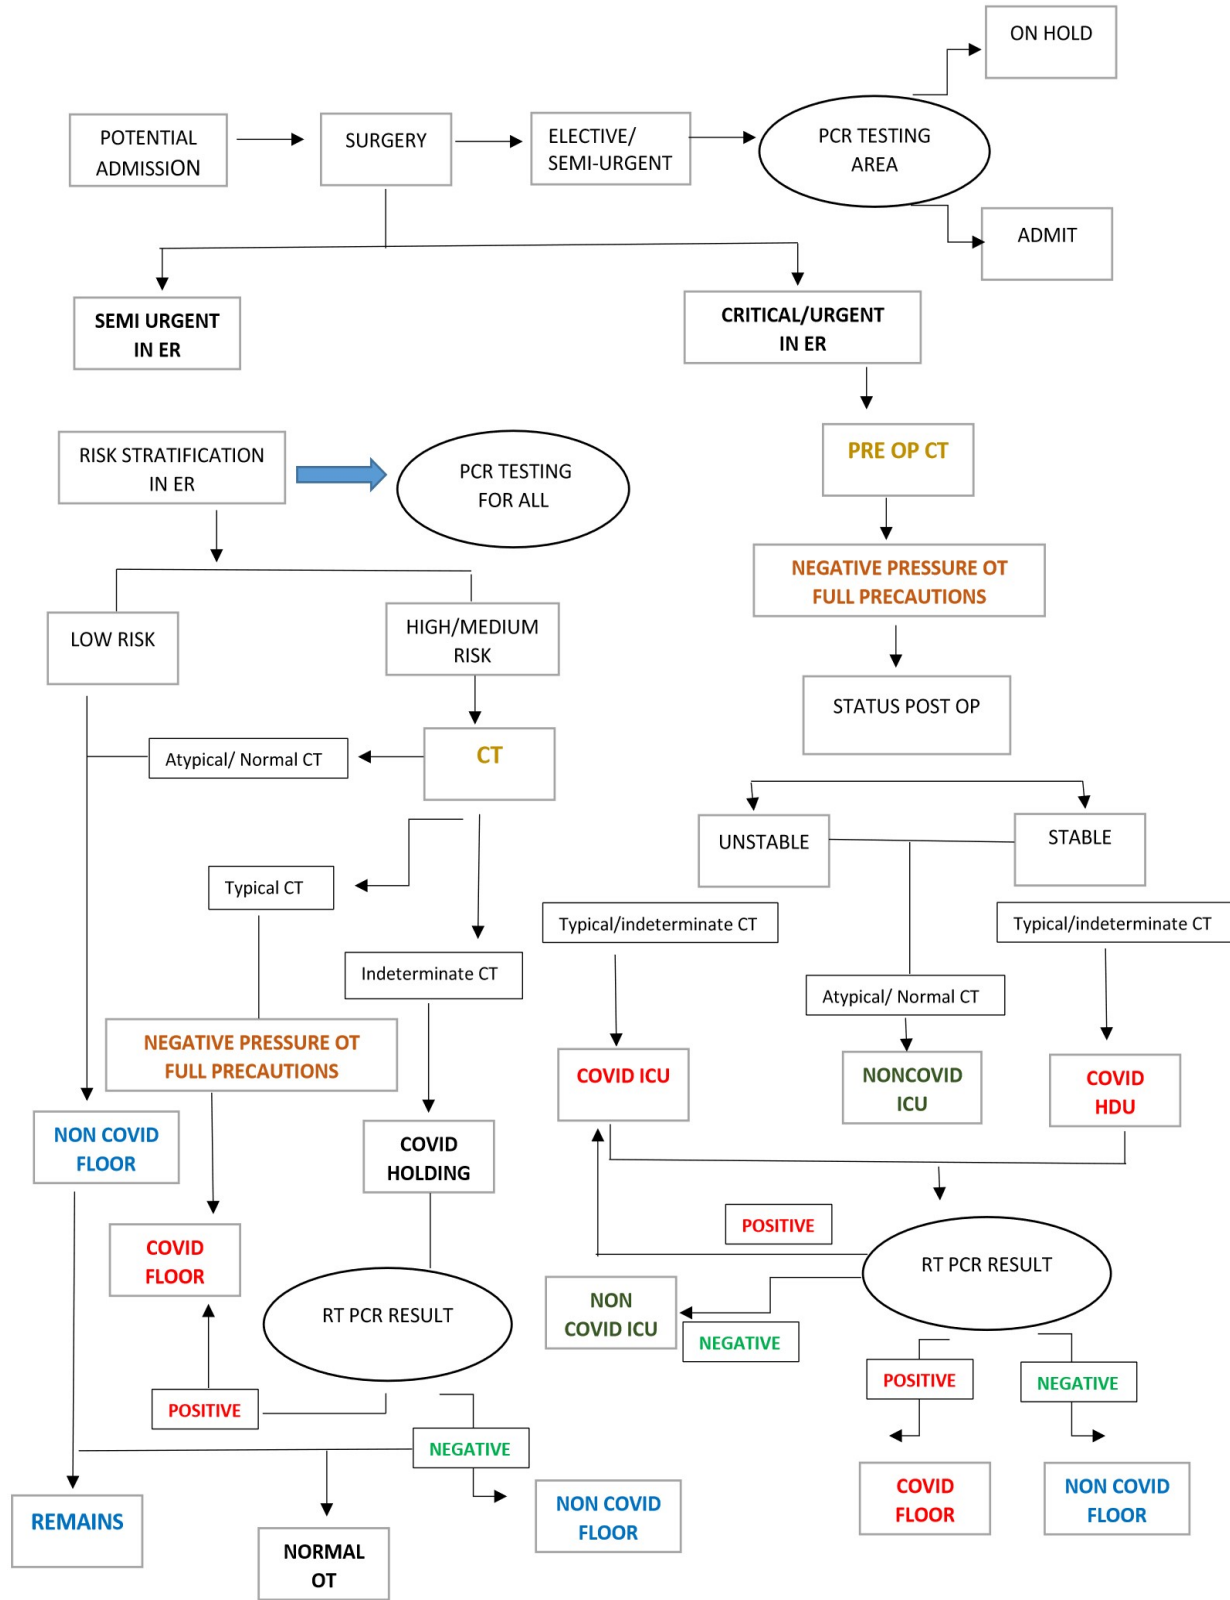 ON HOLD
POTENTIAL
ADMISSION
SURGERY
ELECTIVE/
SEMI-URGENT
PCR TESTING
AREA
ADMIT
SEMI URGENT
IN ER
CRITICAL/URGENT
IN ER
RISK STRATIFICATION
IN ER
PCR TESTING
FOR ALL
PRE OP CT
NEGATIVE PRESSURE OT
FULL PRECAUTIONS
LOW RISK
HIGH/MEDIUM
RISK
STATUS POST OP
Atypical/ Normal CT
CT
UNSTABLE
STABLE
Typical CT
Typical/indeterminate CT
Typical/indeterminate CT
Indeterminate CT
Atypical/ Normal CT
NEGATIVE PRESSURE OT
FULL PRECAUTIONS
COVID ICU
NONCOVID
ICU
COVID
HDU
NON COVID
FLOOR
COVID
HOLDING
COVID
FLOOR
POSITIVE
RT PCR RESULT
RT PCR RESULT
NON
COVID ICU
NEGATIVE
POSITIVE
NEGATIVE
POSITIVE
NEGATIVE
REMAINS
NORMAL
OT
NON COVID
FLOOR
COVID
FLOOR
NON COVID
FLOOR